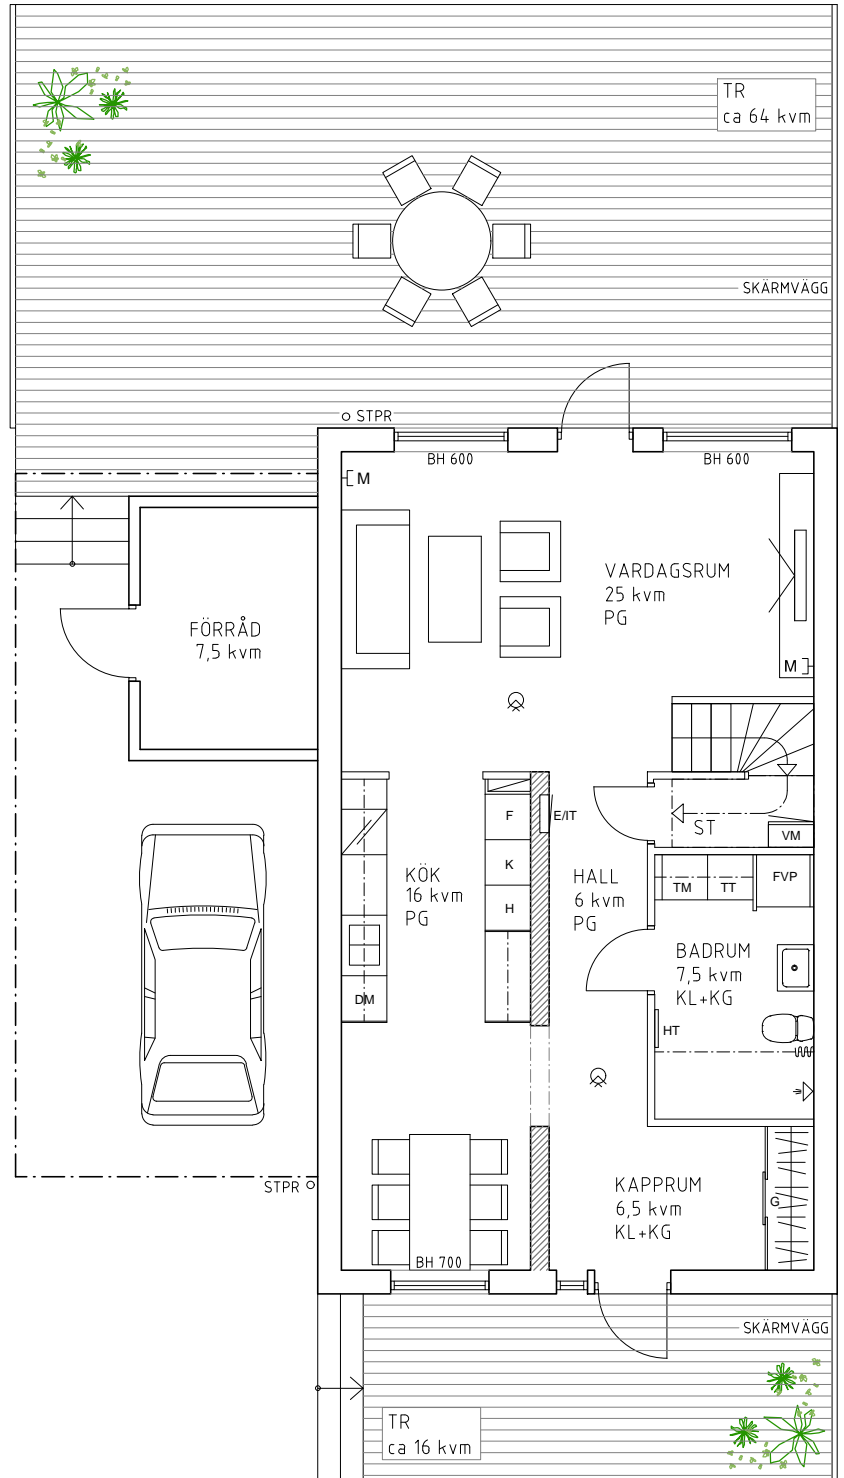 TR
ca 64 kvm
SKÄRMVÄGG
STPR
BH 600
BH 600
M
VARDAGSRUM
25 kvm
PG
FÖRRÅD
7,5 kvm
M
F
E/IT
ST
VM
KÖK
16 kvm
PG
K
H
HALL
6 kvm
PG
TM
TT
FVP
BADRUM
7,5 kvm
KL+KG
DM
HT
STPR
KAPPRUM
6,5 kvm
KL+KG
G
BH 700
SKÄRMVÄGG
TR
ca 16 kvm